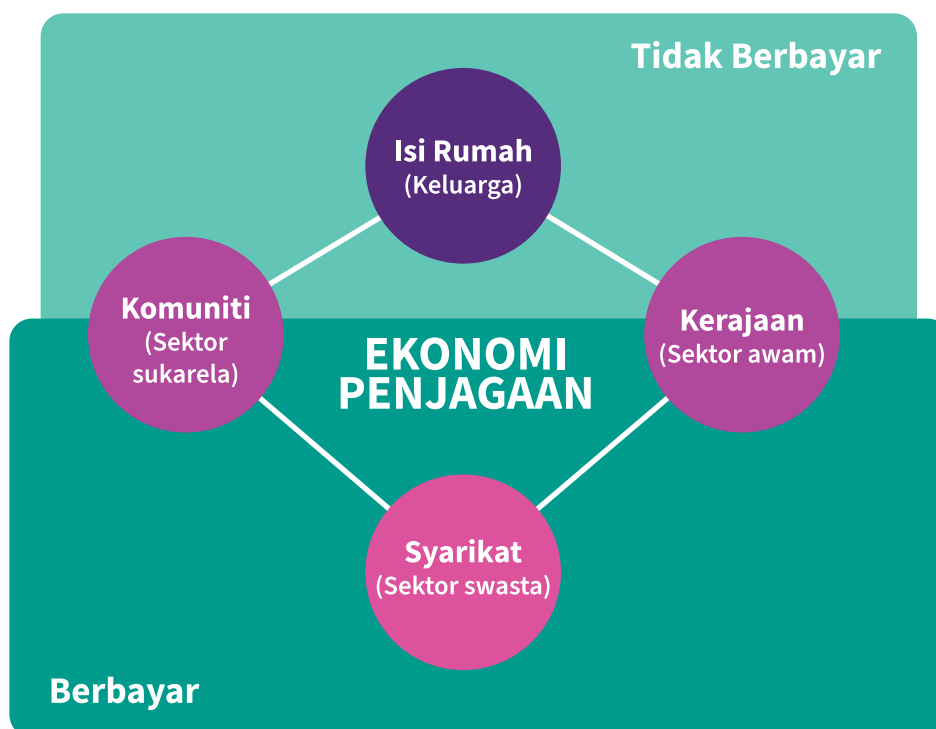 Tidak Berbayar
Isi Rumah
(Keluarga)
Komuniti
(Sektor
sukarela)
Kerajaan
(Sektor awam)
EKONOMI
PENJAGAAN
Syarikat
(Sektor swasta)
Berbayar